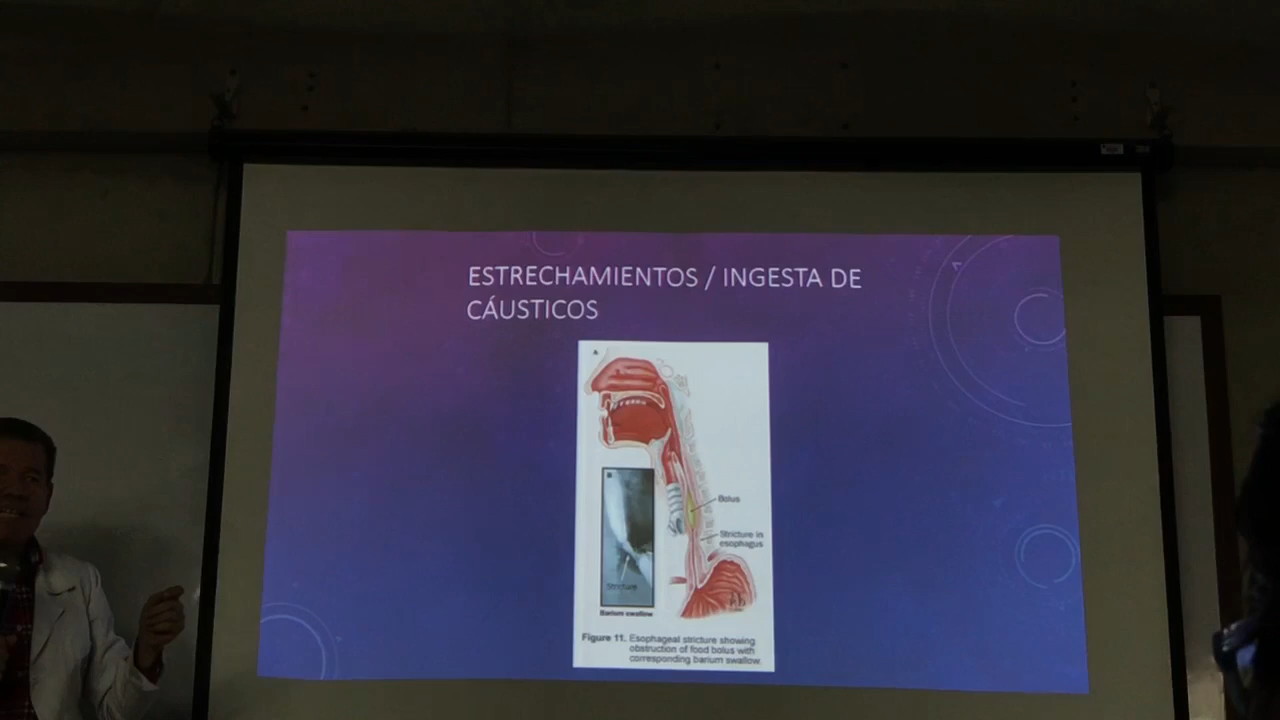 ESTRECHAMIENTOS / INGESTA DE
CÁUSTICOS
A
Bolus
Stricture in
esophagus
B
Stricture
Barium swallow
Figure 11. Esophageal stricture showing
obstruction of food bolus with
corresponding barium swallow.